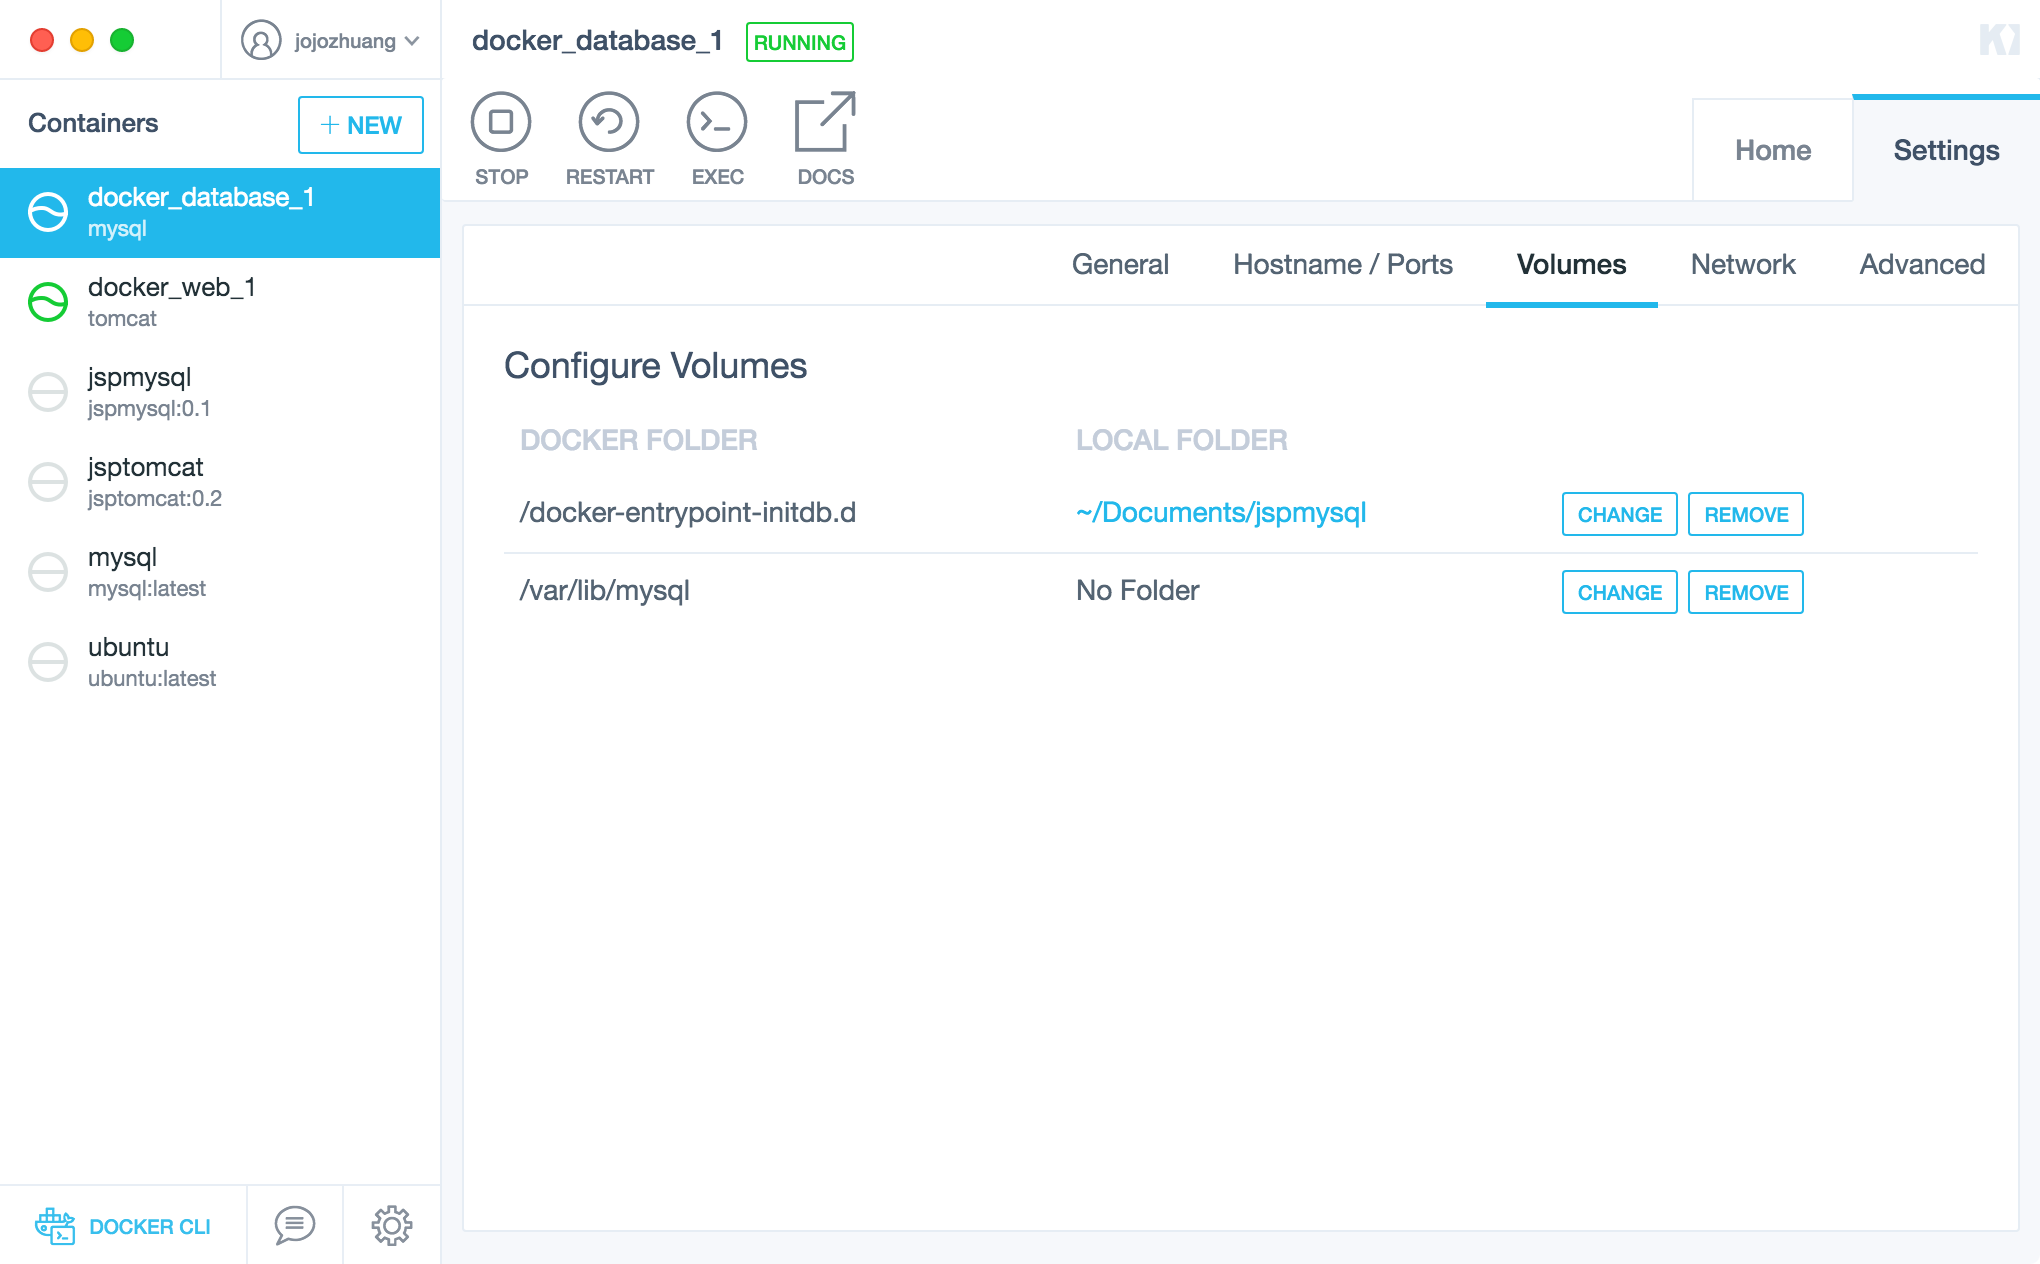 jojozhuang
Containers
+ NEW
docker_database_1
mysql
docker_web_1
tomcat
jspmysql
jspmysql:0.1
jsptomcat
jsptomcat:0.2
mysql
mysql:latest
ubuntu
ubuntu:latest
DOCKER CLI
docker_database_1 RUNNING
STOP RESTART EXEC DOCS
Home Settings
General Hostname / Ports Volumes Network Advanced
Configure Volumes
DOCKER FOLDER LOCAL FOLDER
/docker-entrypoint-initdb.d ~/Documents/jspmysql CHANGE REMOVE
/var/lib/mysql No Folder CHANGE REMOVE